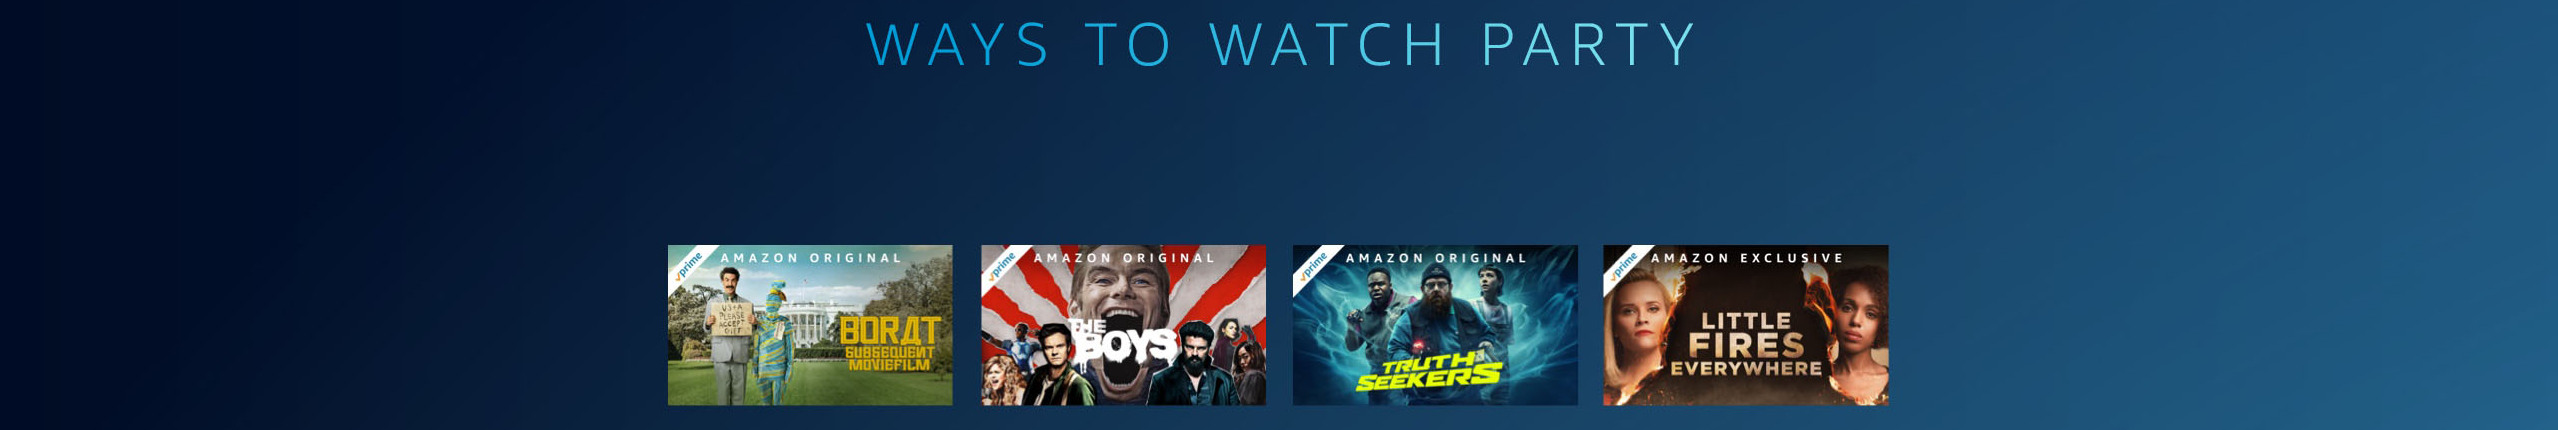 WAYS TO WATCH PARTY
prime
AMAZON ORIGINAL
U.S.A
PLEASE
ACCEPT
GIFT
BORAT
SUBSEQUENT
MOVIEFILM
prime
AMAZON ORIGINAL
THE
BOYS
prime
AMAZON ORIGINAL
TRUTH
SEEKERS
prime
AMAZON EXCLUSIVE
LITTLE
FIRES
EVERYWHERE